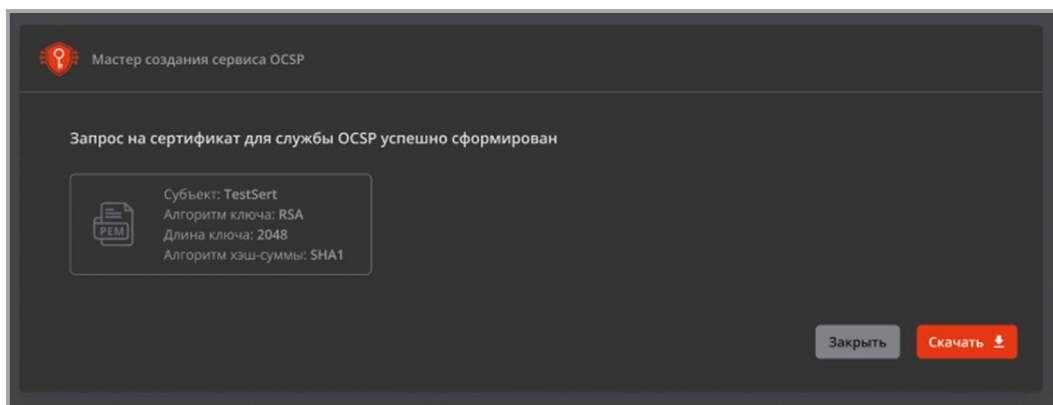 Мастер создания сервиса OCSP
Запрос на сертификат для службы OCSP успешно сформирован
Субъект: TestSert
Алгоритм ключа: RSA
PEM
Длина ключа: 2048
Алгоритм хэш-суммы: SHA1
Закрыть
Скачать